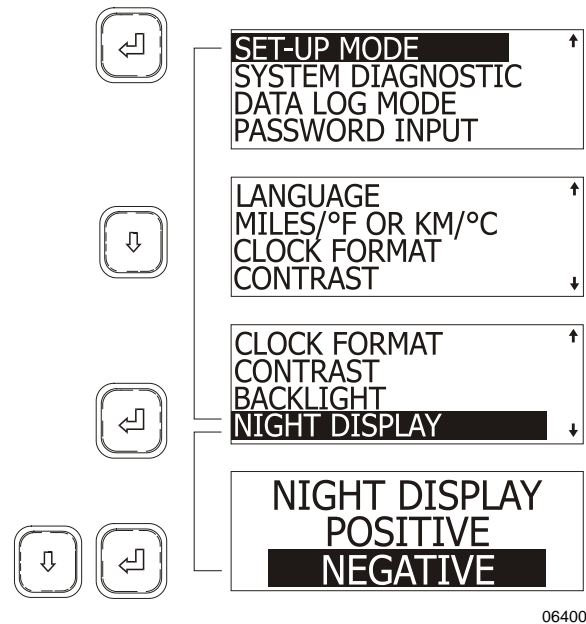 SET-UP MODE
SYSTEM DIAGNOSTIC
DATA LOG MODE
PASSWORD INPUT
LANGUAGE
MILES/°F OR KM/°C
CLOCK FORMAT
CONTRAST
CLOCK FORMAT
CONTRAST
BACKLIGHT
NIGHT DISPLAY
NIGHT DISPLAY
POSITIVE
NEGATIVE
06400